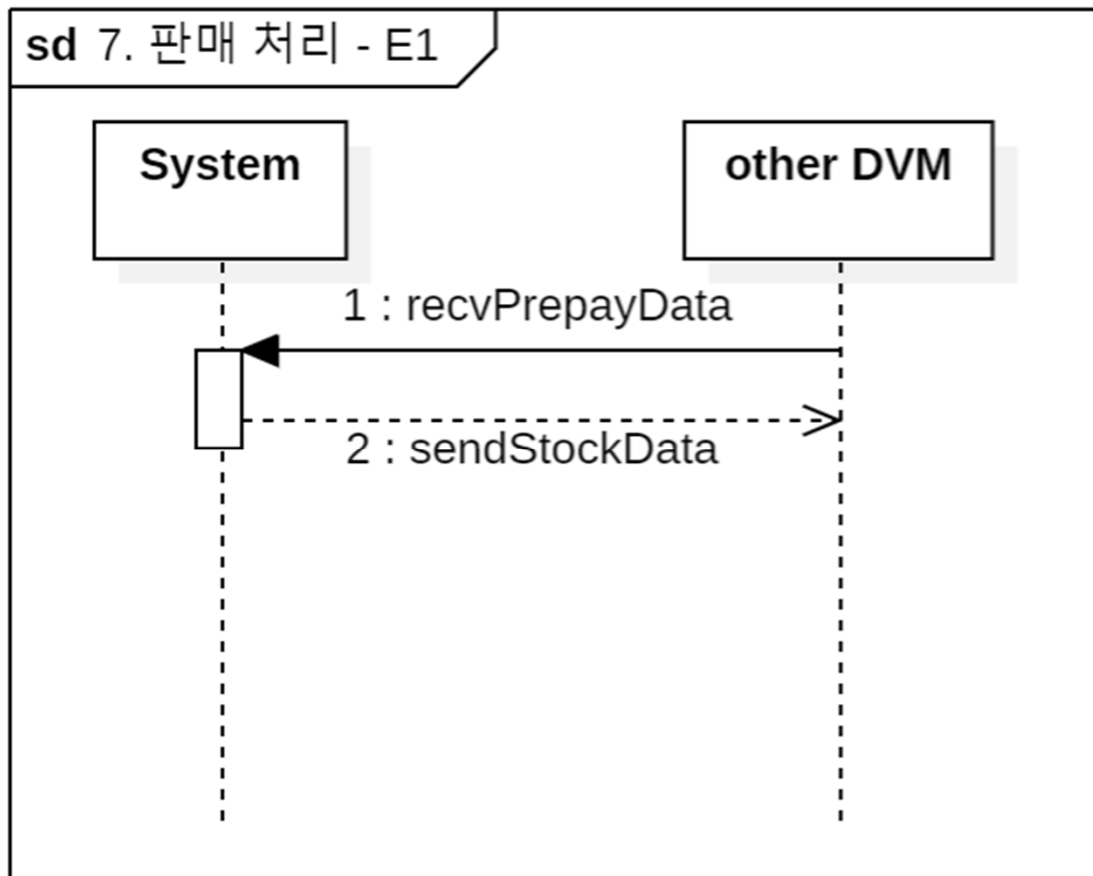 sd 7. 판매 처리 - E1
System
other DVM
1 : recvPrepayData
2 : sendStockData